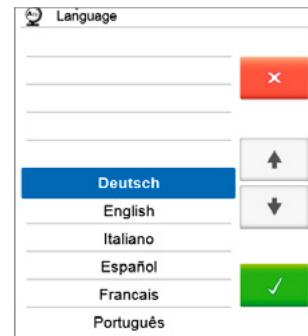 Language
Deutsch
English
Italiano
Español
Francais
Português